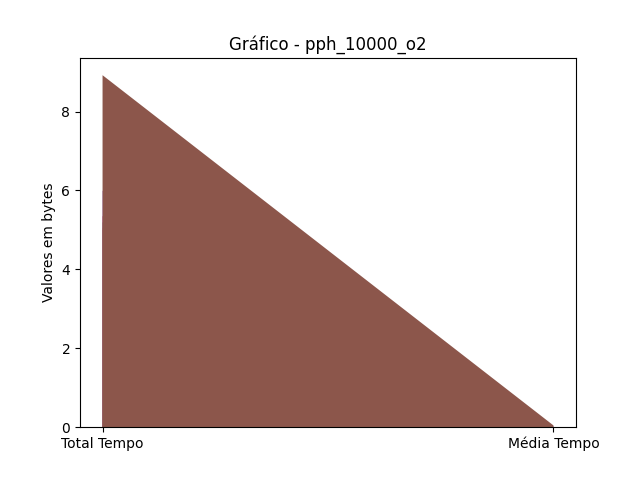 Gráfico - pph_10000_o2
Valores em bytes
8
6
4
2
0
Total Tempo
Média Tempo